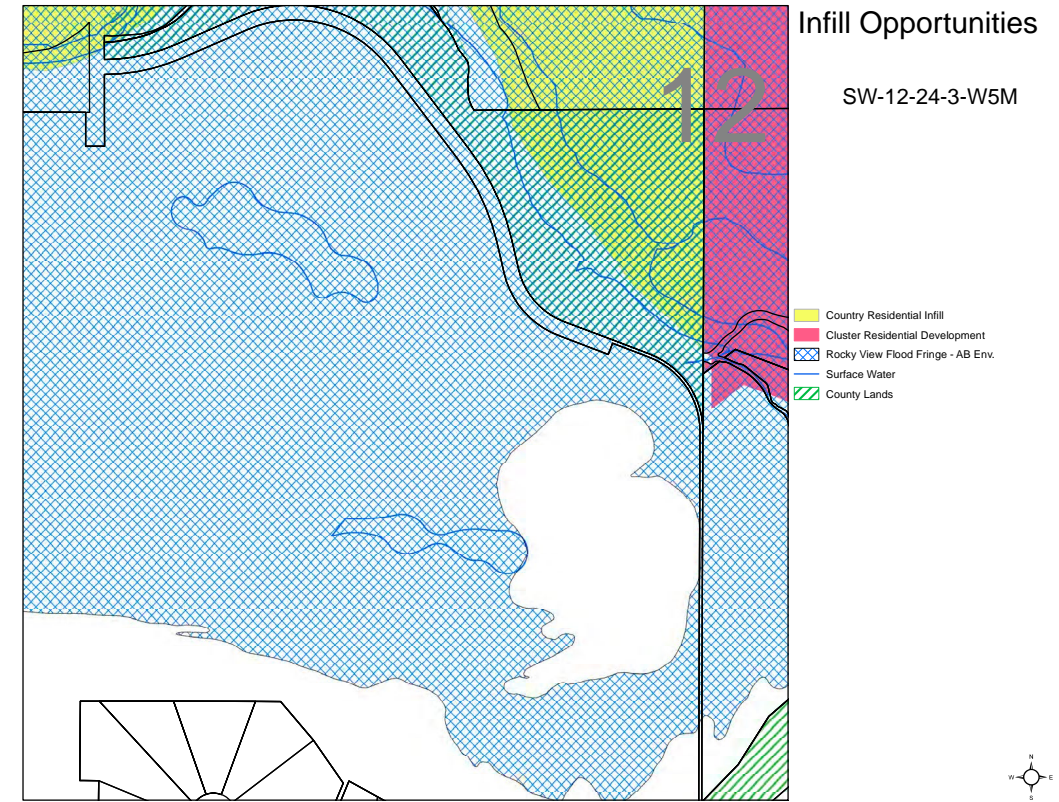 Infill Opportunities
SW-12-24-3-W5M
12
Country Residential Infill
Cluster Residential Development
Rocky View Flood Fringe - AB Env.
Surface Water
County Lands
N
W E
S